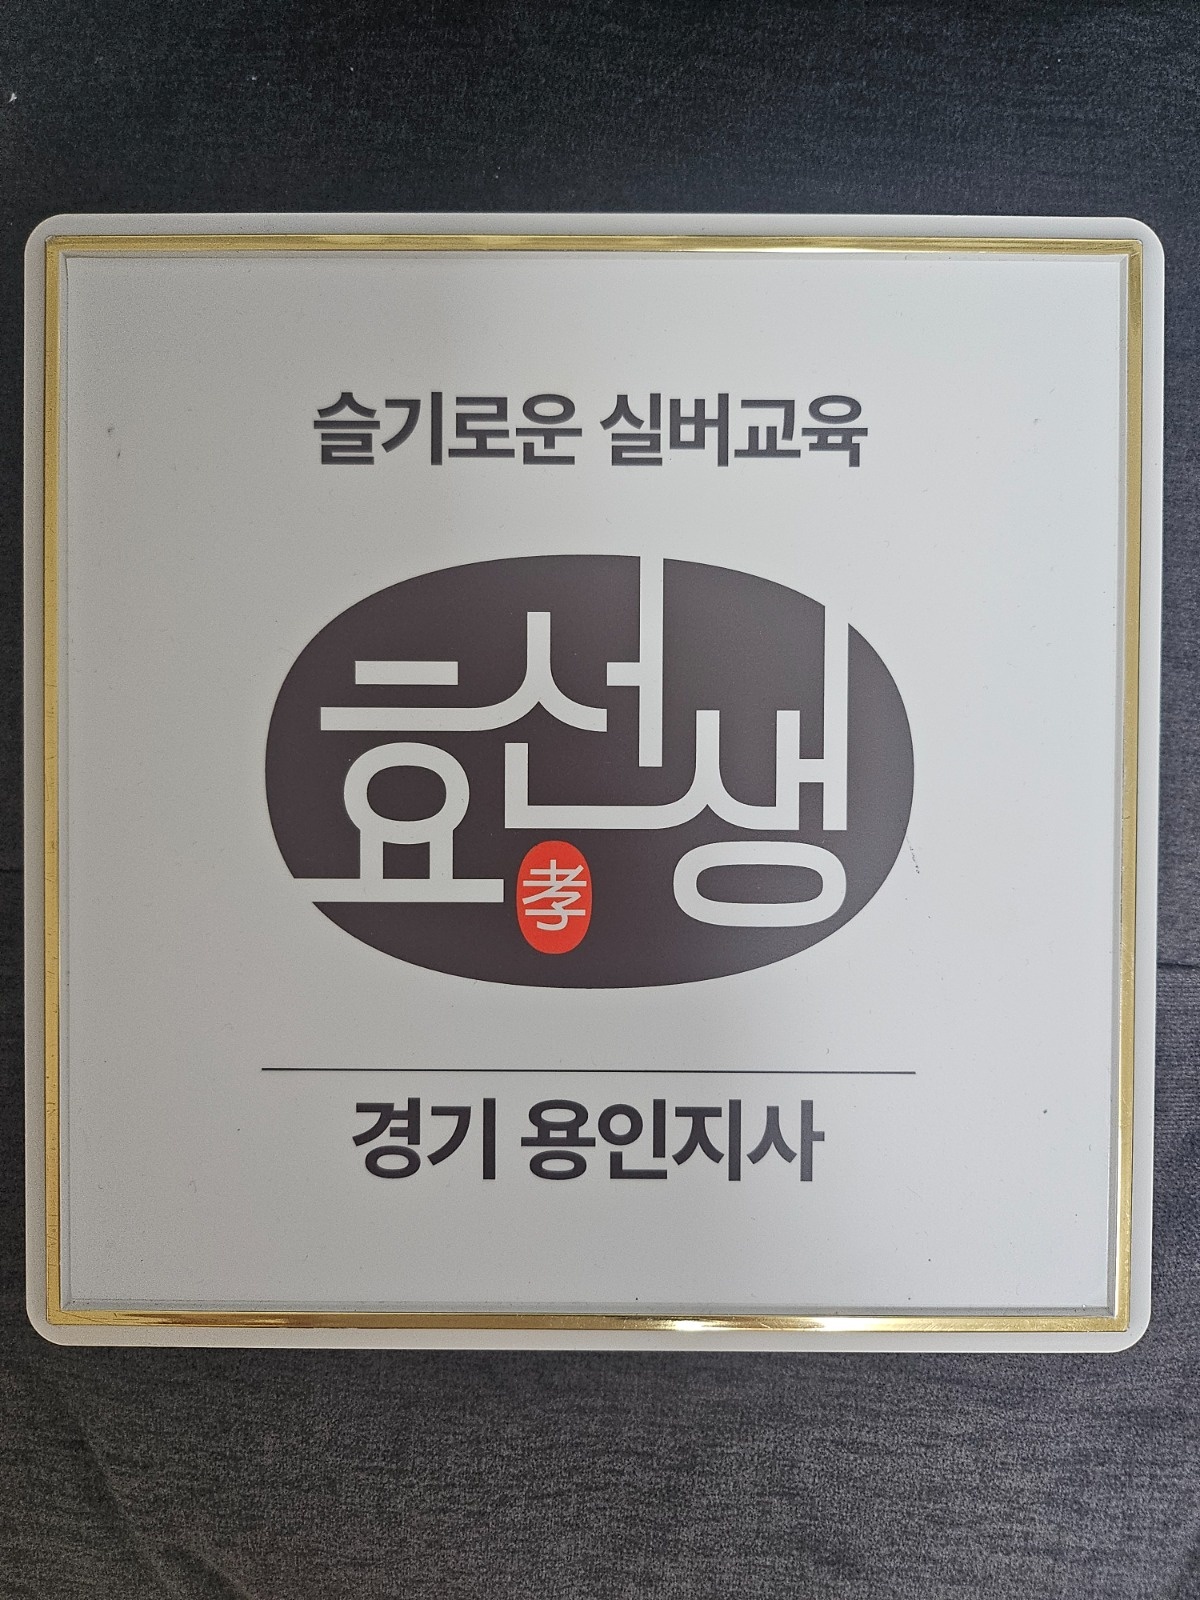 슬기로운 실버교육
효선생
孝
경기 용인지사